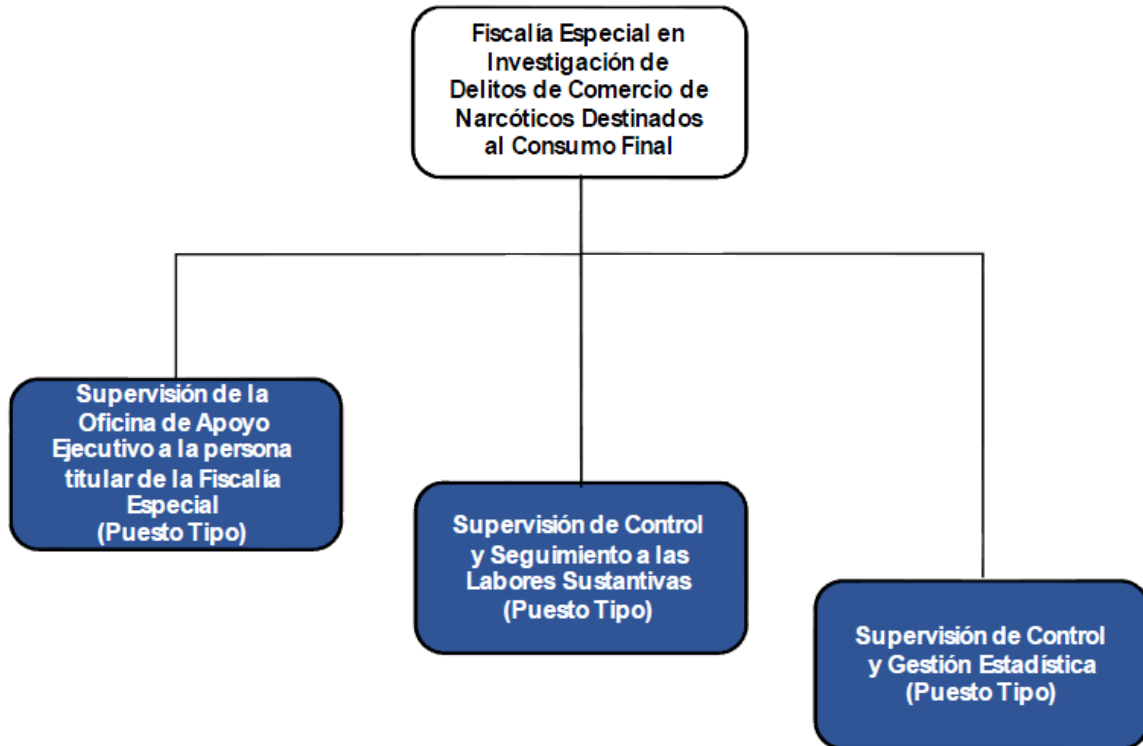 Fiscalía Especial en
Investigación de
Delitos de Comercio de
Narcóticos Destinados
al Consumo Final
Supervisión de la
Oficina de Apoyo
Ejecutivo a la persona
titular de la Fiscalía
Especial
(Puesto Tipo)
Supervisión de Control
y Seguimiento a las
Labores Sustantivas
(Puesto Tipo)
Supervisión de Control
y Gestión Estadística
(Puesto Tipo)